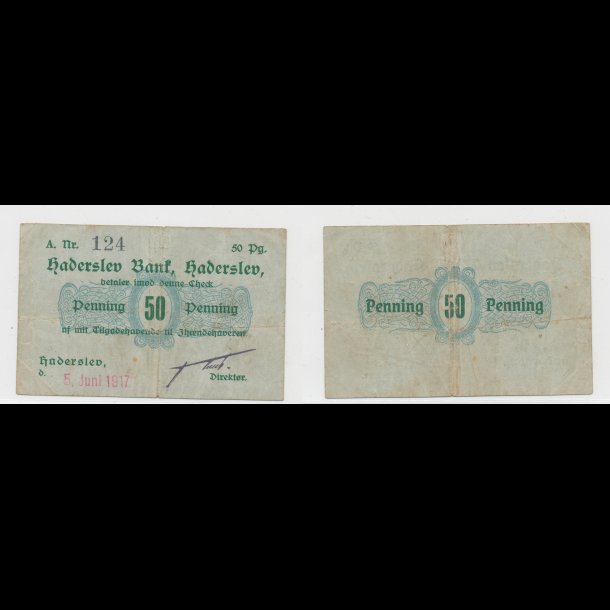 A. Nr. 124 50 Pg.
Haderslev Bank, Haderslev,
betaler imod denne Check
Penning 50 Penning
af mit Tilgodehavende til Ihændehaveren
Haderslev,
d. 5. Juni 1917
Direktør.
Penning 50 Penning